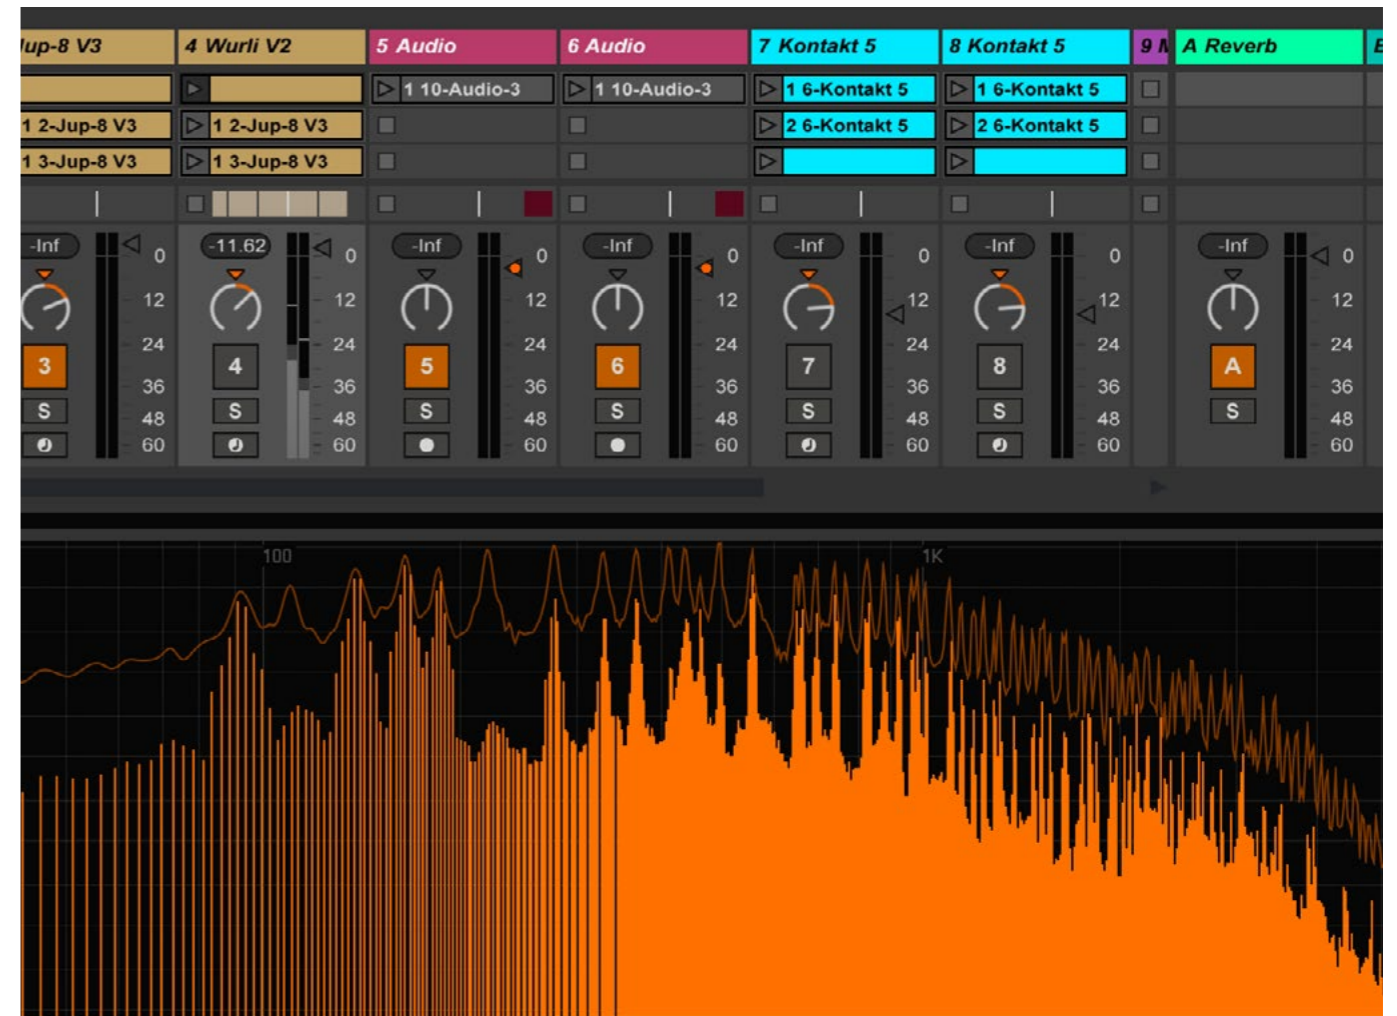 Jup-8 V3 4 Wurli V2 5 Audio 6 Audio 7 Kontakt 5 8 Kontakt 5 9 A Reverb
1 10-Audio-3 1 10-Audio-3 1 6-Kontakt 5 1 6-Kontakt 5
1 2-Jup-8 V3 1 2-Jup-8 V3 2 6-Kontakt 5 2 6-Kontakt 5
1 3-Jup-8 V3 1 3-Jup-8 V3
-Inf -11.62 -Inf -Inf -Inf -Inf -Inf
0 0 0 0 0 0 0
12 12 12 12 12 12 12
24 24 24 24 24 24 24
3 4 5 6 7 8 A
36 36 36 36 36 36 36
S S S S S S S
48 48 48 48 48 48 48
60 60 60 60 60 60 60
100 1K